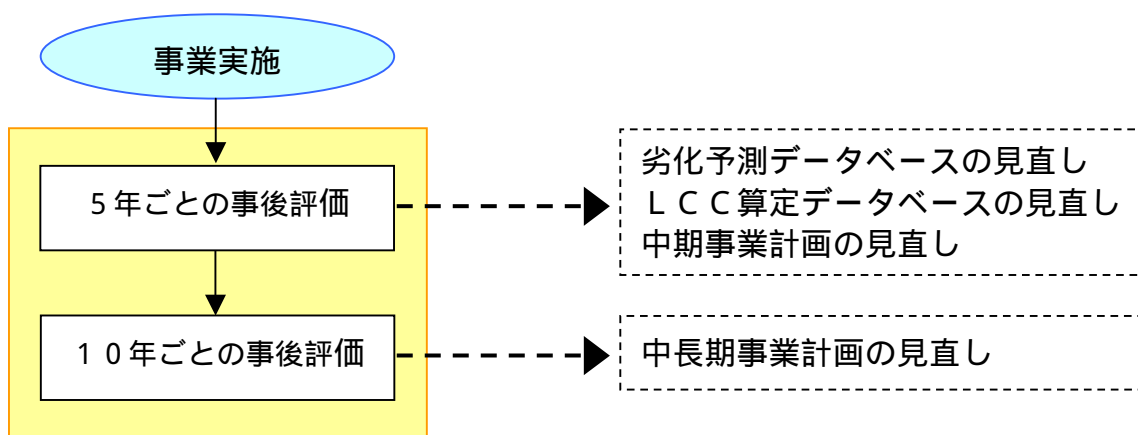 事業実施
５年ごとの事後評価
劣化予測データベースの見直し
ＬＣＣ算定データベースの見直し
中期事業計画の見直し
１０年ごとの事後評価
中長期事業計画の見直し